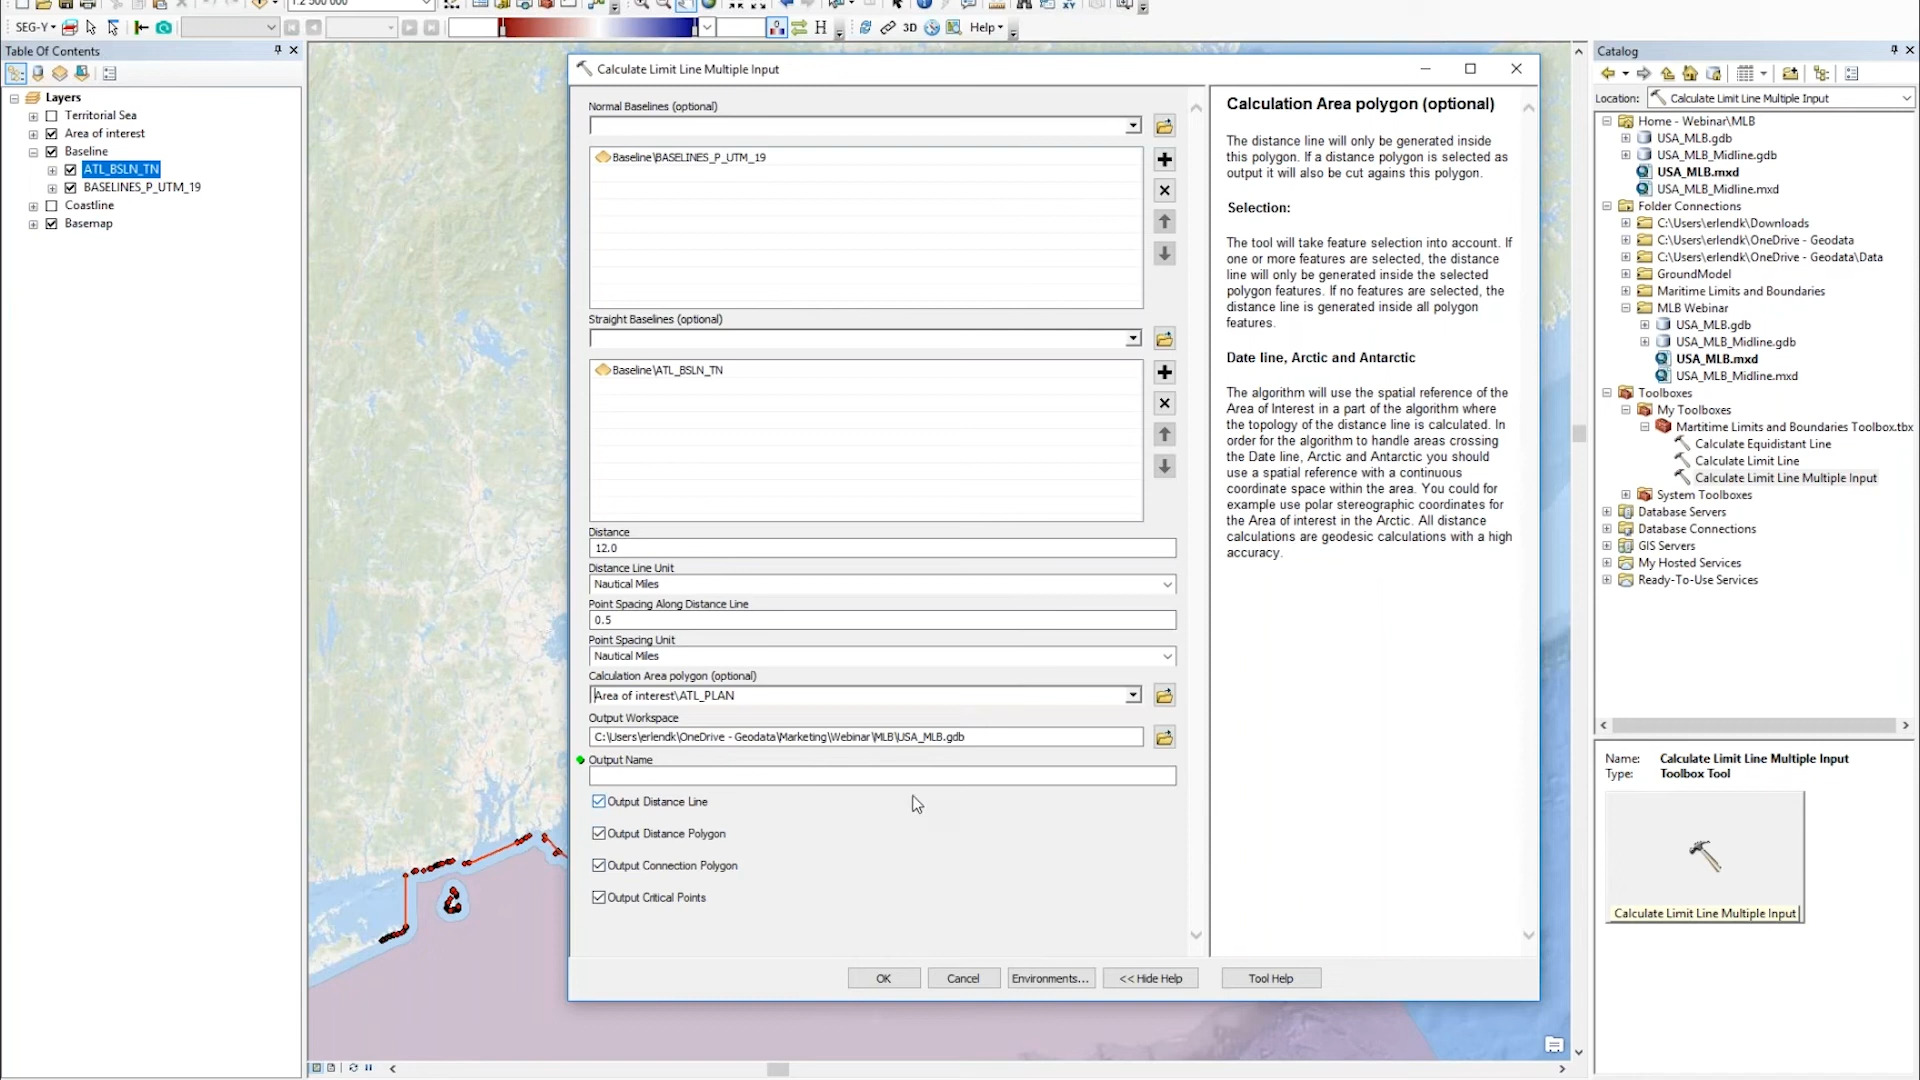 1:2 500 000
SEG-Y
H
3D
Help
Table Of Contents
Layers
Territorial Sea
Area of interest
Baseline
ATL_BSLN_TN
BASELINES_P_UTM_19
Coastline
Basemap
Calculate Limit Line Multiple Input
Normal Baselines (optional)
Baseline\BASELINES_P_UTM_19
Straight Baselines (optional)
Baseline\ATL_BSLN_TN
Distance
12.0
Distance Line Unit
Nautical Miles
Point Spacing Along Distance Line
0.5
Point Spacing Unit
Nautical Miles
Calculation Area polygon (optional)
Area of interest\ATL_PLAN
Output Workspace
C:\Users\erlendk\OneDrive - Geodata\Marketing\Webinar\MLB\USA_MLB.gdb
Output Name
Output Distance Line
Output Distance Polygon
Output Connection Polygon
Output Critical Points
OK
Cancel
Environments...
<< Hide Help
Tool Help
Calculation Area polygon (optional)
The distance line will only be generated inside
this polygon. If a distance polygon is selected as
output it will also be cut agains this polygon.
Selection:
The tool will take feature selection into account. If
one or more features are selected, the distance
line will only be generated inside the selected
polygon features. If no features are selected, the
distance line is generated inside all polygon
features.
Date line, Arctic and Antarctic
The algorithm will use the spatial reference of the
Area of Interest in a part of the algorithm where
the topology of the distance line is calculated. In
order for the algorithm to handle areas crossing
the Date line, Arctic and Antarctic you should
use a spatial reference with a continuous
coordinate space within the area. You could for
example use polar stereographic coordinates for
the Area of interest in the Arctic. All distance
calculations are geodesic calculations with a high
accuracy.
Catalog
Location: Calculate Limit Line Multiple Input
Home - Webinar\MLB
USA_MLB.gdb
USA_MLB_Midline.gdb
USA_MLB.mxd
USA_MLB_Midline.mxd
Folder Connections
C:\Users\erlendk\Downloads
C:\Users\erlendk\OneDrive - Geodata
C:\Users\erlendk\OneDrive - Geodata\Data
GroundModel
Maritime Limits and Boundaries
MLB Webinar
USA_MLB.gdb
USA_MLB_Midline.gdb
USA_MLB.mxd
USA_MLB_Midline.mxd
Toolboxes
My Toolboxes
Martitime Limits and Boundaries Toolbox.tbx
Calculate Equidistant Line
Calculate Limit Line
Calculate Limit Line Multiple Input
System Toolboxes
Database Servers
Database Connections
GIS Servers
My Hosted Services
Ready-To-Use Services
Name: Calculate Limit Line Multiple Input
Type: Toolbox Tool
Calculate Limit Line Multiple Input